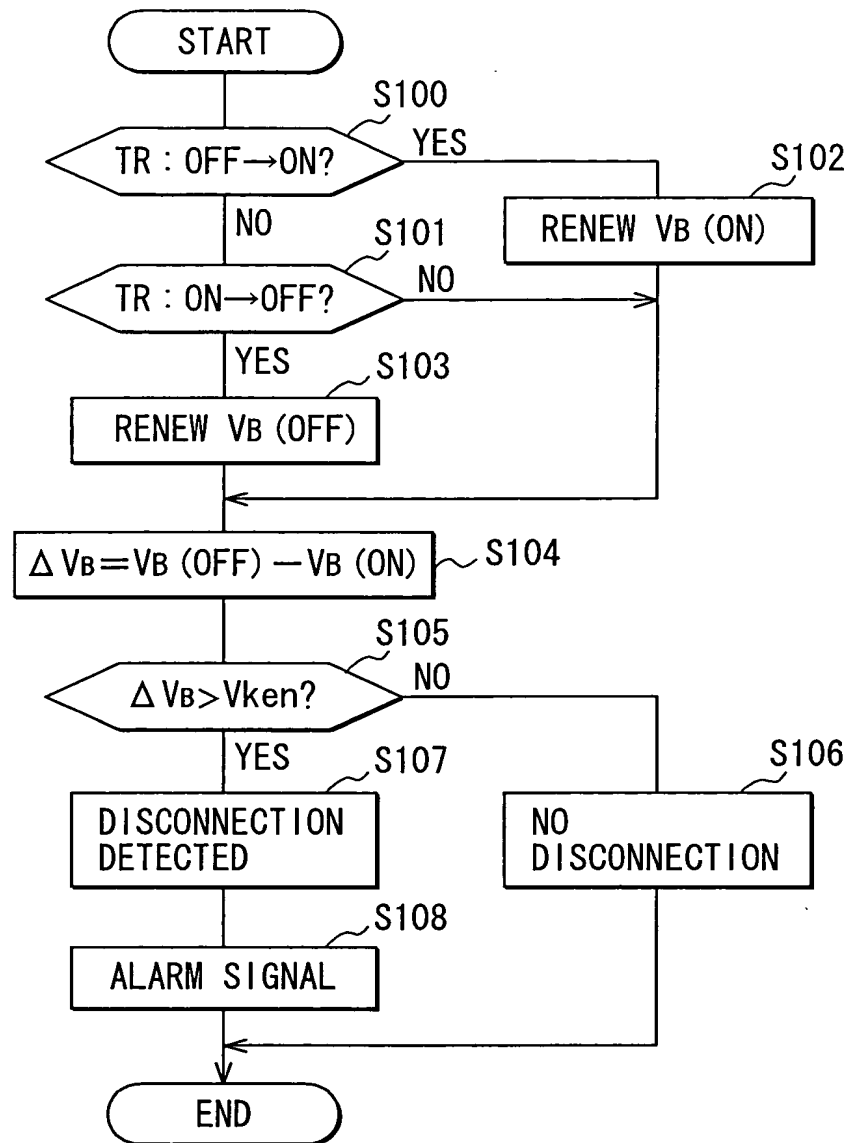 START
S100
TR : OFF→ON?
YES
S102
NO
RENEW VB (ON)
S101
TR : ON→OFF?
NO
YES
S103
RENEW VB (OFF)
ΔVB=VB (OFF) −VB (ON)
S104
S105
ΔVB>Vken?
NO
YES
S107
S106
DISCONNECTION
DETECTED
NO
DISCONNECTION
S108
ALARM SIGNAL
END